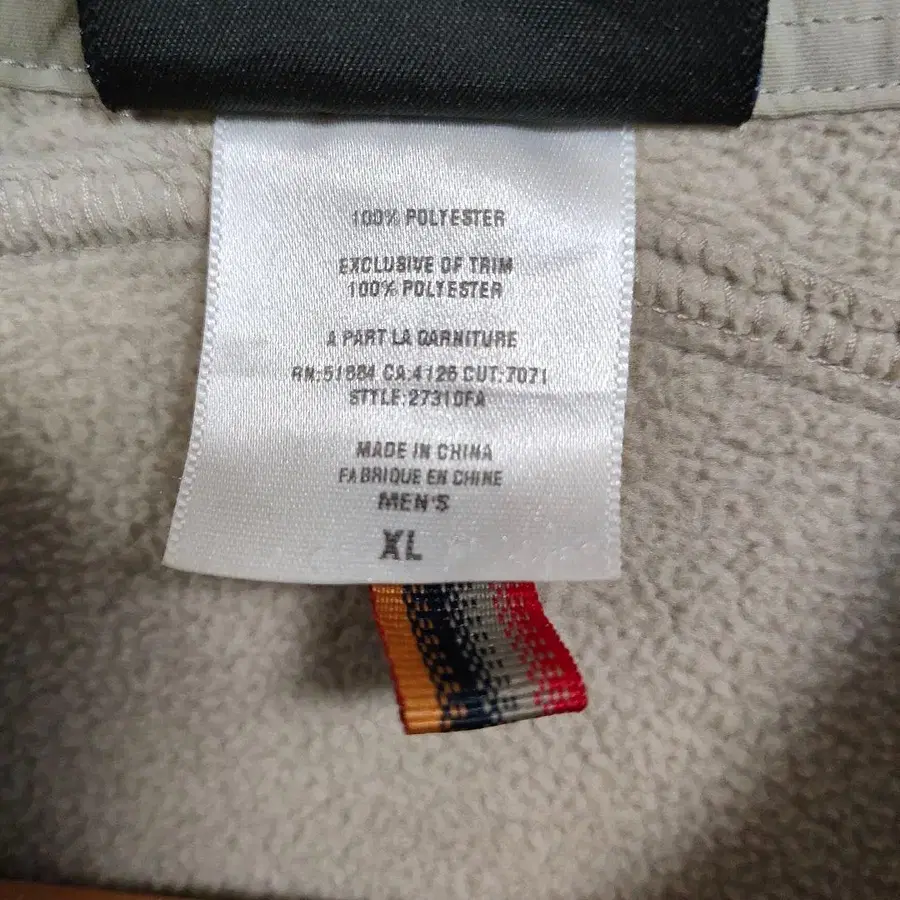 100% POLYESTER
EXCLUSIVE OF TRIM
100% POLYESTER
A PART LA GARNITURE
RN:51884 CA:4126 CUT:7071
STYLE:27310FA
MADE IN CHINA
FABRIQUE EN CHINE
MEN'S
XL